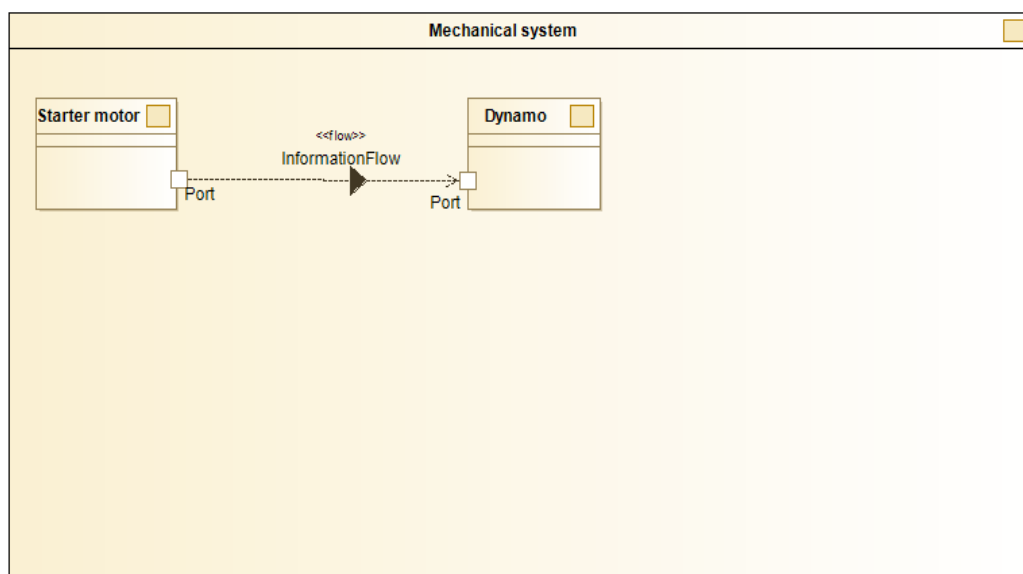 Mechanical system
Starter motor
Dynamo
<<flow>>
InformationFlow
Port
Port